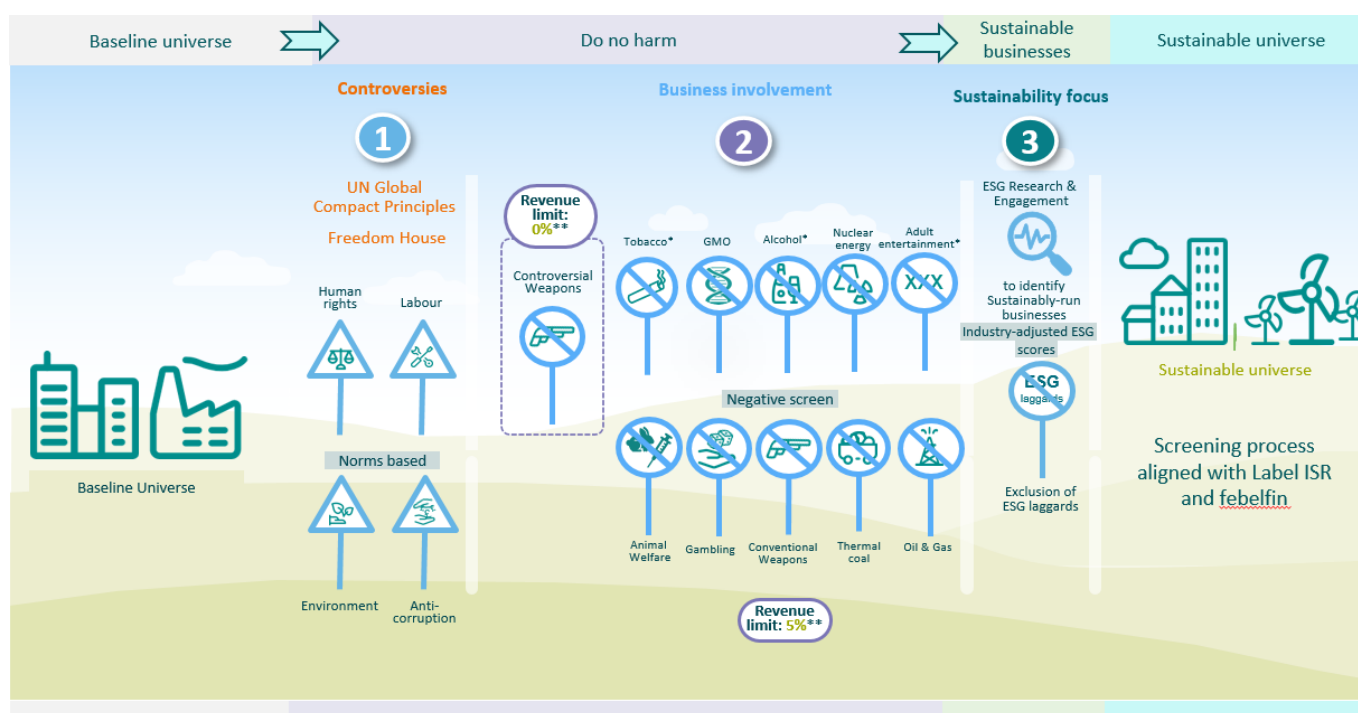 Baseline universe
Do no harm
Sustainable
businesses
Sustainable universe
Controversies
1
UN Global
Compact Principles
Freedom House
Human
rights
Labour
Norms based
Environment
Anti-
corruption
Baseline Universe
Business involvement
2
Revenue
limit:
0%**
Controversial
Weapons
Tobacco*
GMO
Alcohol*
Nuclear
energy
Adult
entertainment*
XXX
Negative screen
Animal
Welfare
Gambling
Conventional
Weapons
Thermal
coal
Oil & Gas
Revenue
limit: 5%**
Sustainability focus
3
ESG Research &
Engagement
to identify
Sustainably-run
businesses
Industry-adjusted ESG
scores
ESG
laggards
Exclusion of
ESG laggards
Sustainable universe
Screening process
aligned with Label ISR
and febelfin